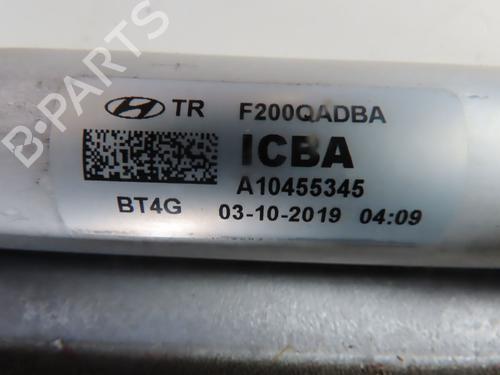 B-PARTS
TR F200QADBA
ICBA
A10455345
BT4G 03-10-2019 04:09